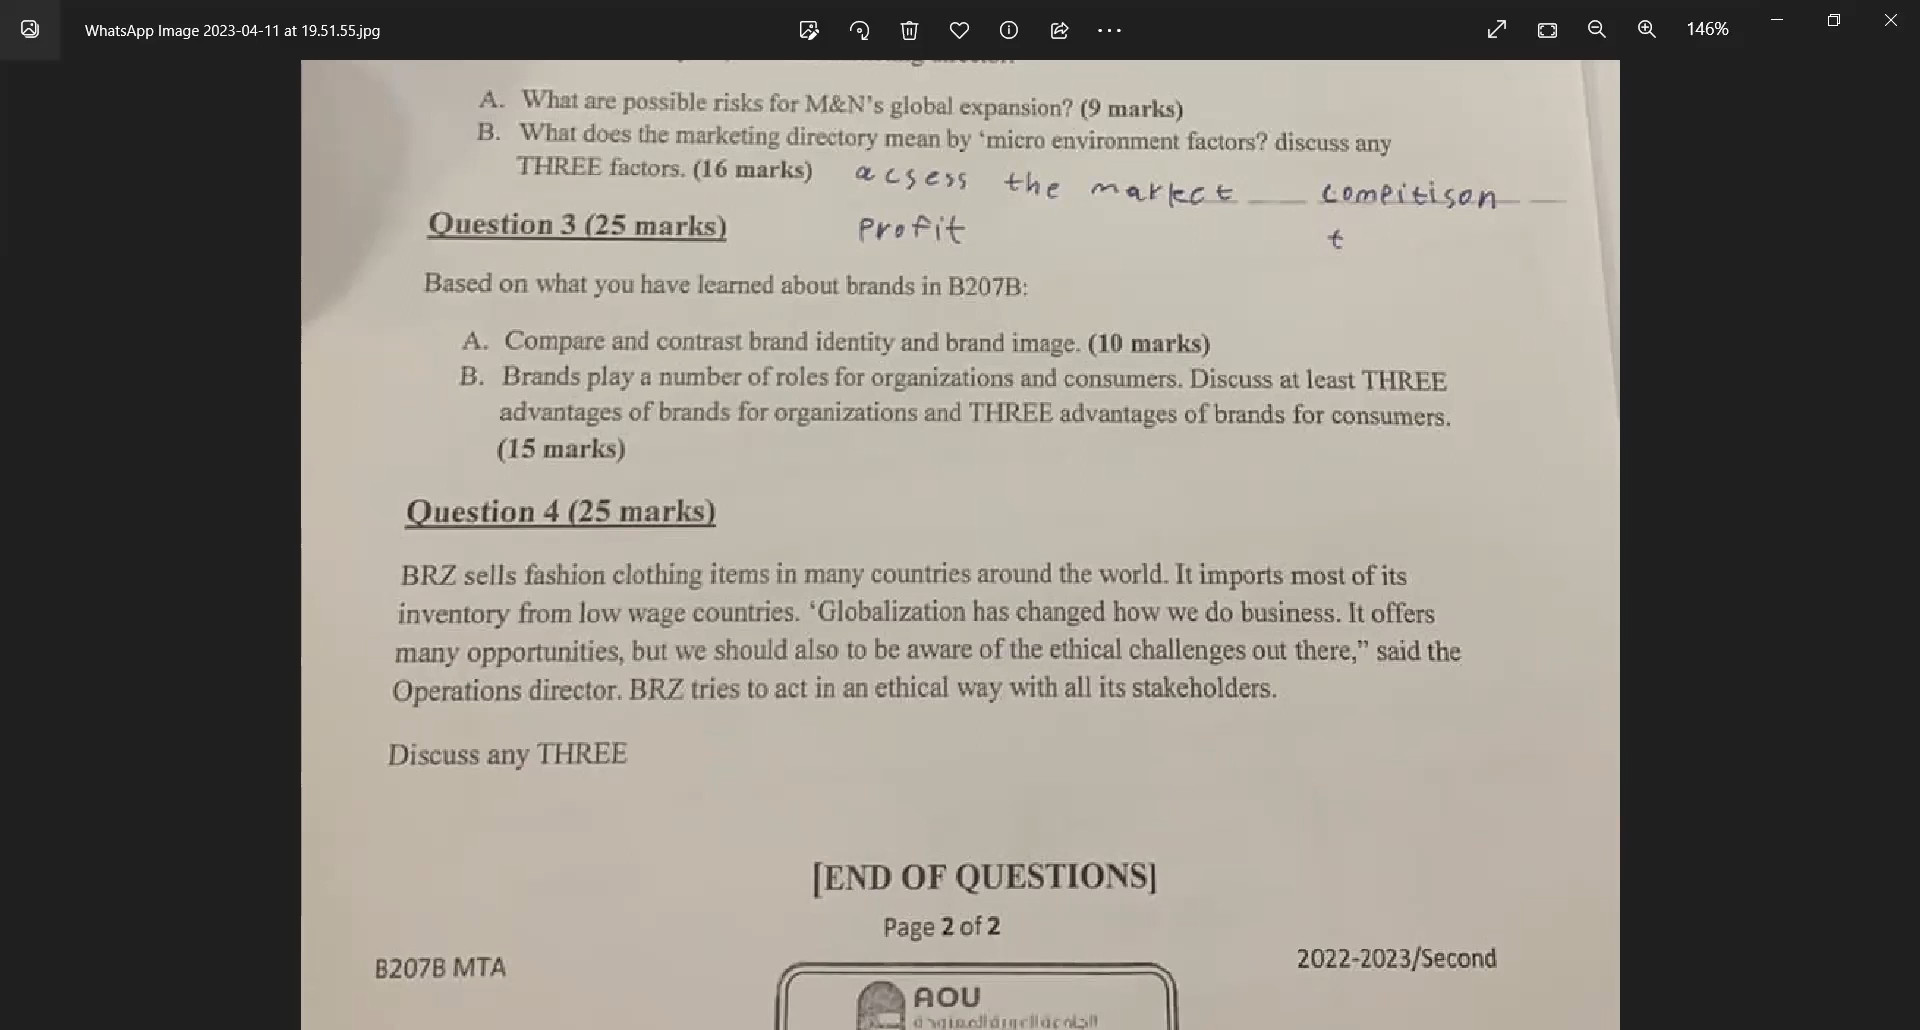 WhatsApp Image 2023-04-11 at 19.51.55.jpg
146%
A. What are possible risks for M&N's global expansion? (9 marks)
B. What does the marketing directory mean by 'micro environment factors? discuss any
THREE factors. (16 marks)
acsess the market compitison
Question 3 (25 marks)
profit t
Based on what you have learned about brands in B207B:
A. Compare and contrast brand identity and brand image. (10 marks)
B. Brands play a number of roles for organizations and consumers. Discuss at least THREE
advantages of brands for organizations and THREE advantages of brands for consumers.
(15 marks)
Question 4 (25 marks)
BRZ sells fashion clothing items in many countries around the world. It imports most of its
inventory from low wage countries. 'Globalization has changed how we do business. It offers
many opportunities, but we should also to be aware of the ethical challenges out there,” said the
Operations director. BRZ tries to act in an ethical way with all its stakeholders.
Discuss any THREE
[END OF QUESTIONS]
Page 2 of 2
B207B MTA
2022-2023/Second
AOU